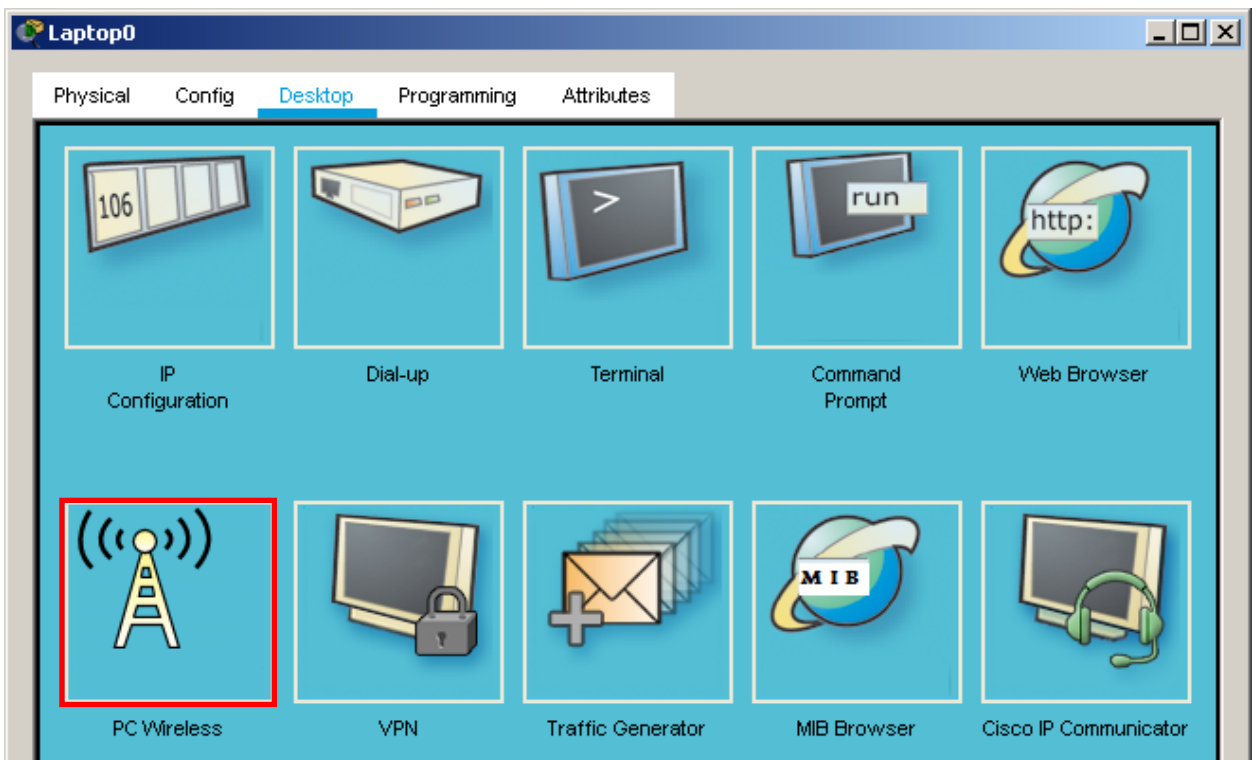 Laptop0
Physical Config Desktop Programming Attributes
106
>
run
http:
IP
Configuration
Dial-up
Terminal
Command
Prompt
Web Browser
MIB
PC Wireless
VPN
Traffic Generator
MIB Browser
Cisco IP Communicator